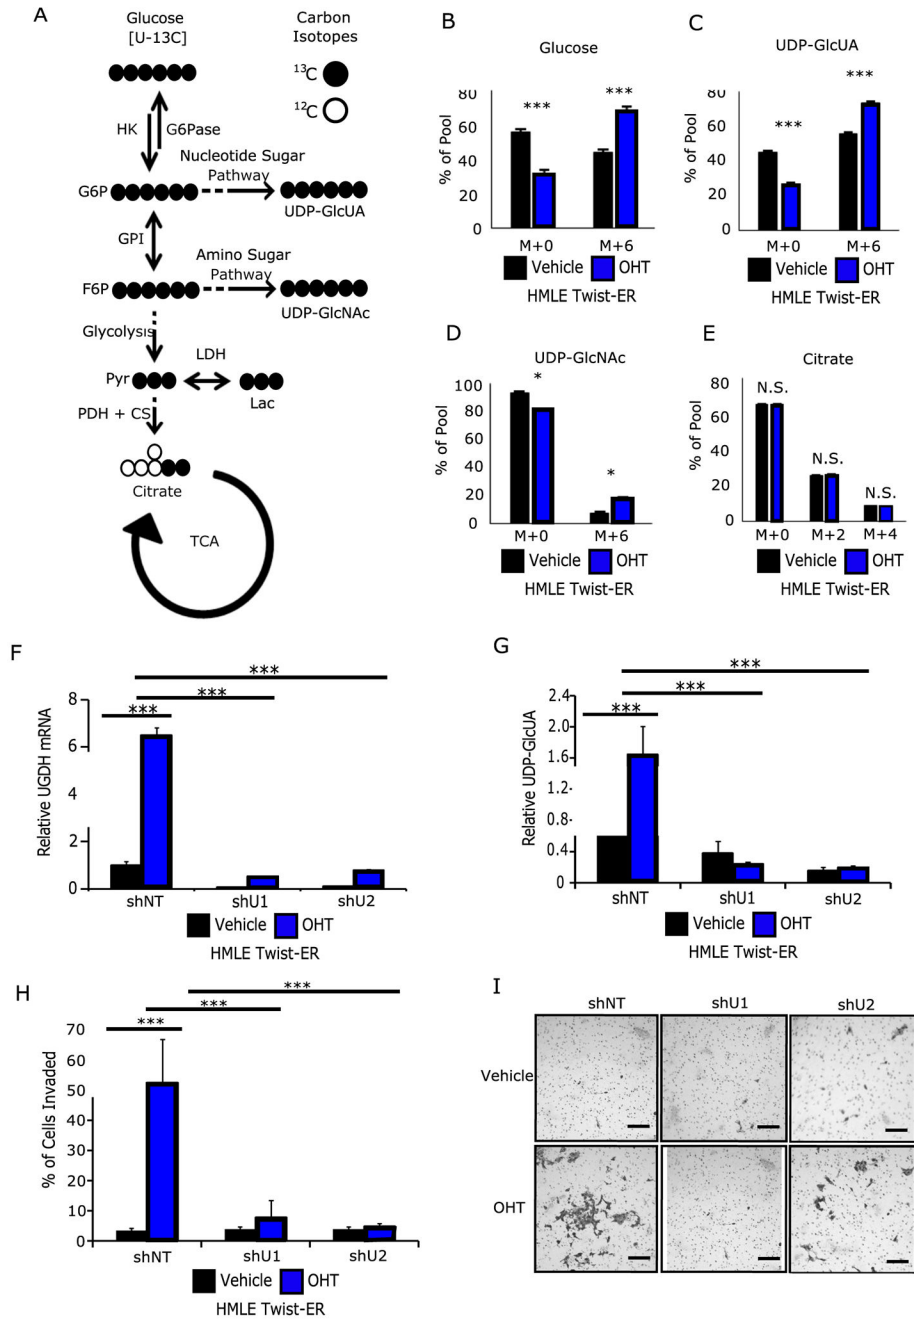 A
Glucose
[U-13C]
Carbon
Isotopes
13C
12C
HK
G6Pase
Nucleotide Sugar
Pathway
G6P
UDP-GlcUA
GPI
Amino Sugar
Pathway
F6P
UDP-GlcNAc
Glycolysis
LDH
Pyr
Lac
PDH + CS
Citrate
TCA
B
Glucose
% of Pool
80
60
40
20
0
***
***
M+0
M+6
Vehicle
OHT
HMLE Twist-ER
C
UDP-GlcUA
% of Pool
80
60
40
20
0
***
***
M+0
M+6
Vehicle
OHT
HMLE Twist-ER
D
UDP-GlcNAc
% of Pool
100
80
60
40
20
0
*
*
M+0
M+6
Vehicle
OHT
HMLE Twist-ER
E
Citrate
% of Pool
80
60
40
20
0
N.S.
N.S.
N.S.
M+0
M+2
M+4
Vehicle
OHT
HMLE Twist-ER
F
***
***
***
Relative UGDH mRNA
8
6
4
2
0
shNT
shU1
shU2
Vehicle
OHT
HMLE Twist-ER
G
***
***
***
Relative UDP-GlcUA
2.4
2.0
1.6
1.2
0.8
0.4
0
shNT
shU1
shU2
Vehicle
OHT
HMLE Twist-ER
H
***
***
***
% of Cells Invaded
70
60
50
40
30
20
10
0
shNT
shU1
shU2
Vehicle
OHT
HMLE Twist-ER
I
shNT
shU1
shU2
Vehicle
OHT